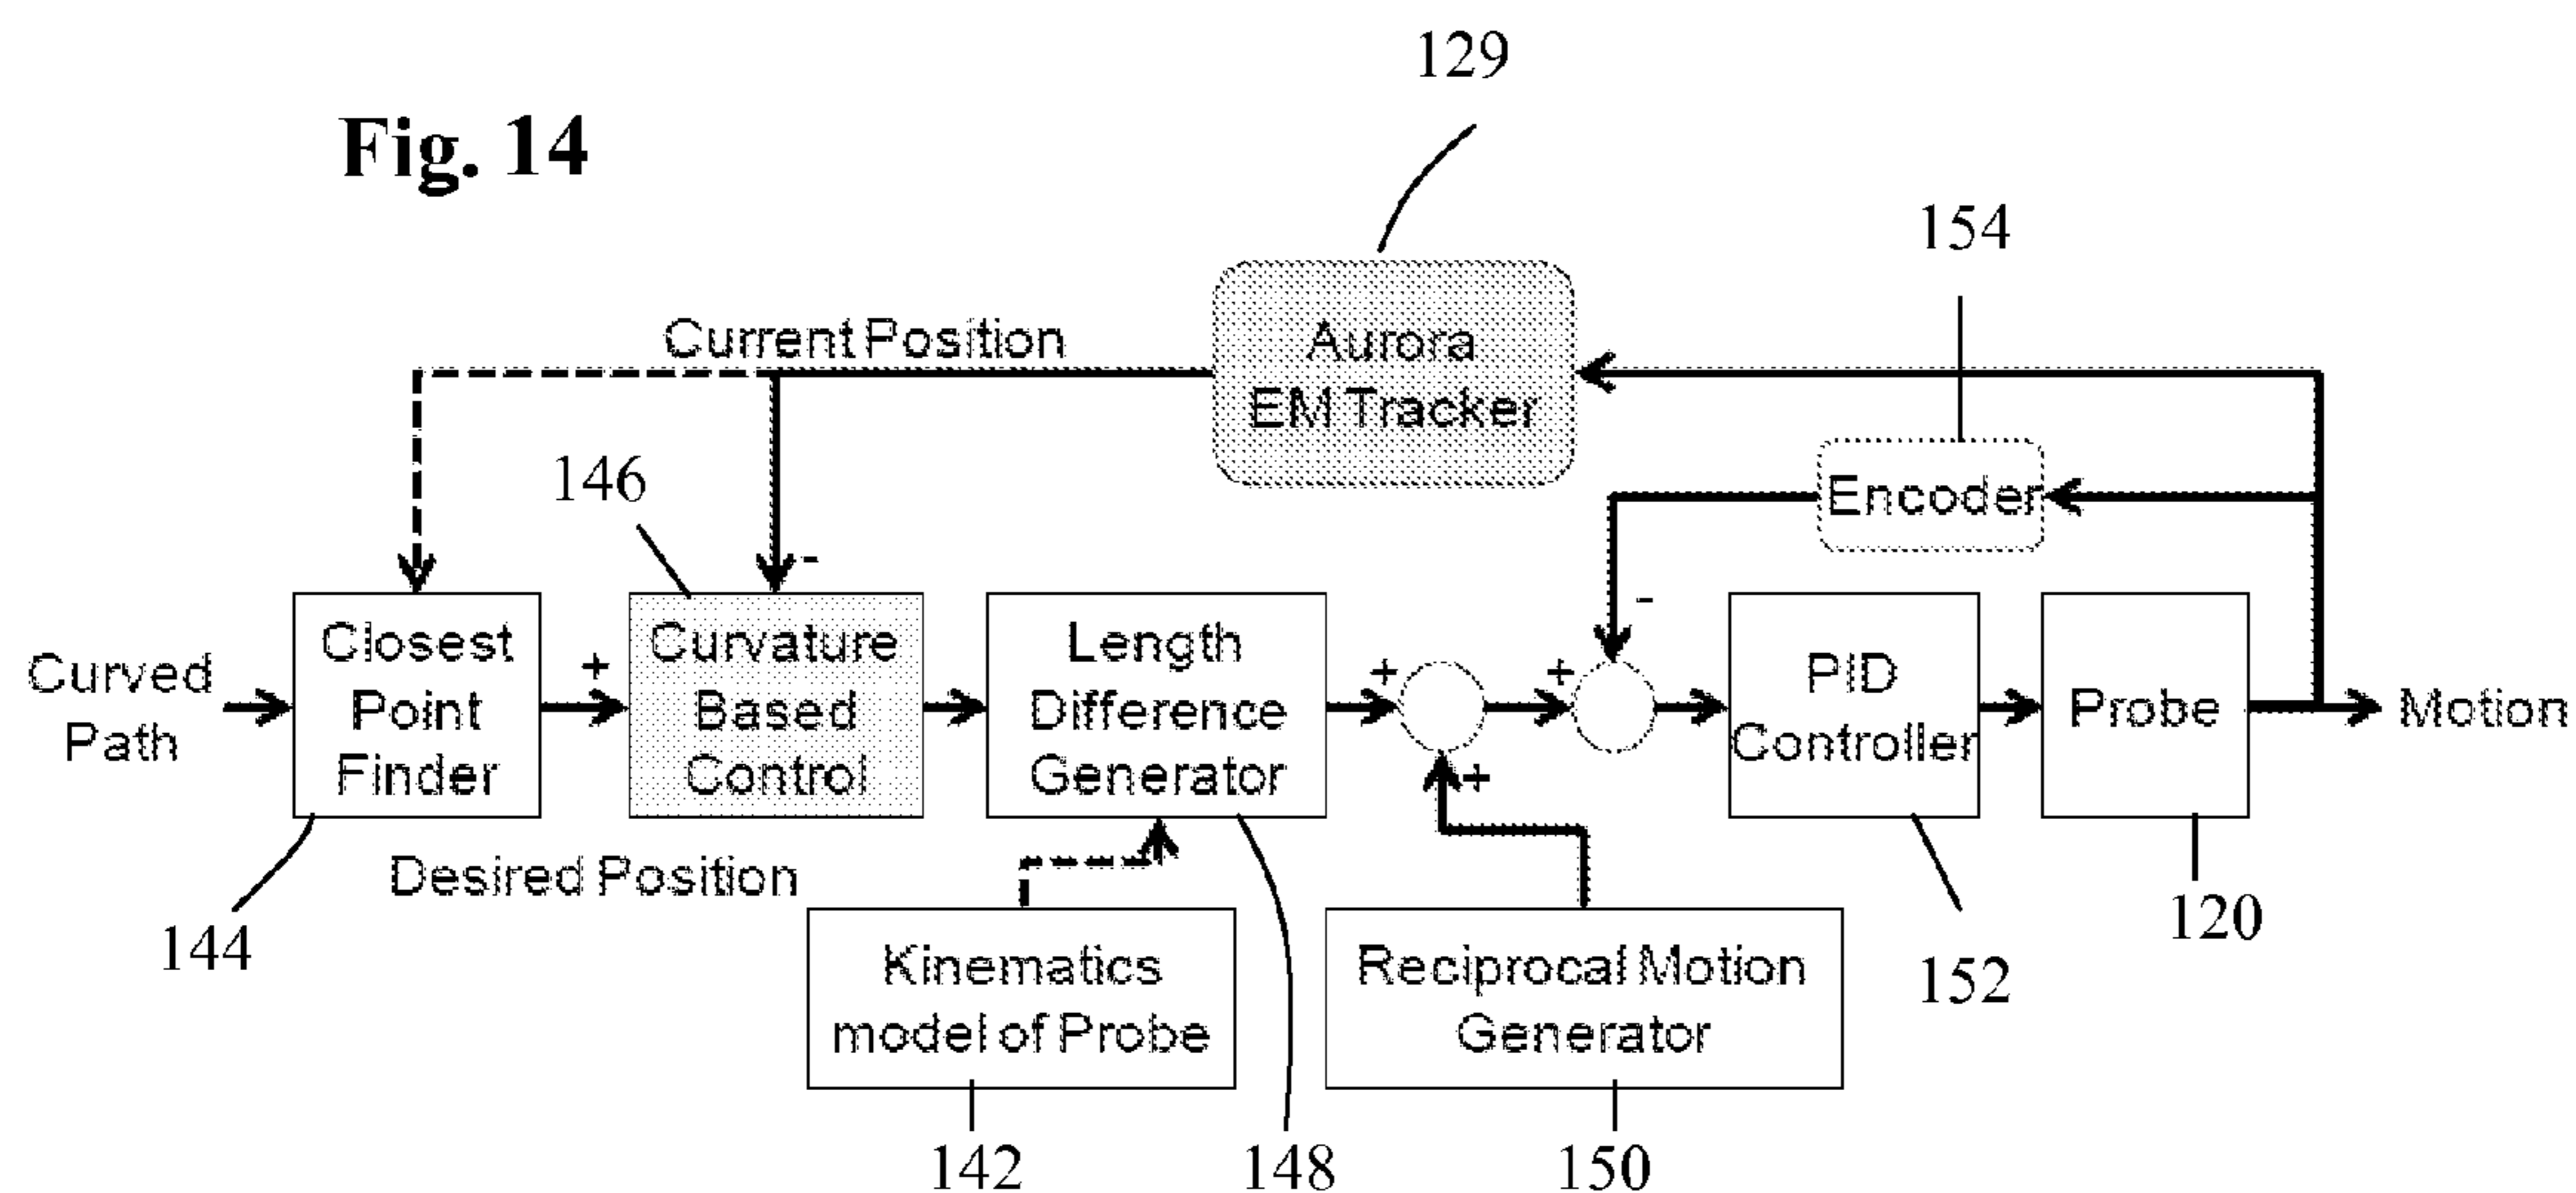 129
Fig. 14
154
Current Position
Aurora
EM Tracker
146
Encoder
-
-
Curved
Path
Closest
Point
Finder
+
Curvature
Based
Control
Length
Difference
Generator
+
+
+
PID
Controller
Probe
Motion
Desired Position
144
Kinematics
model of Probe
Reciprocal Motion
Generator
152
120
142
148
150